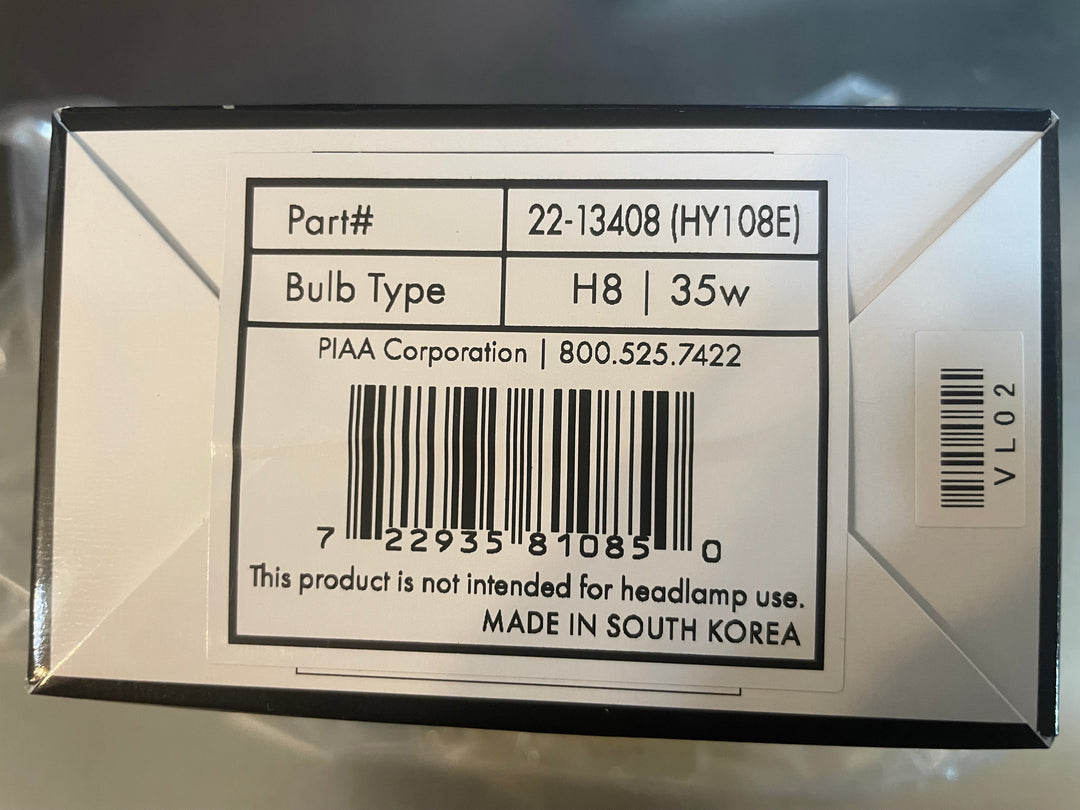 Part# 22-13408 (HY108E)
Bulb Type H8 | 35w
PIAA Corporation | 800.525.7422
7 22935 81085 0
This product is not intended for headlamp use.
MADE IN SOUTH KOREA
VL02